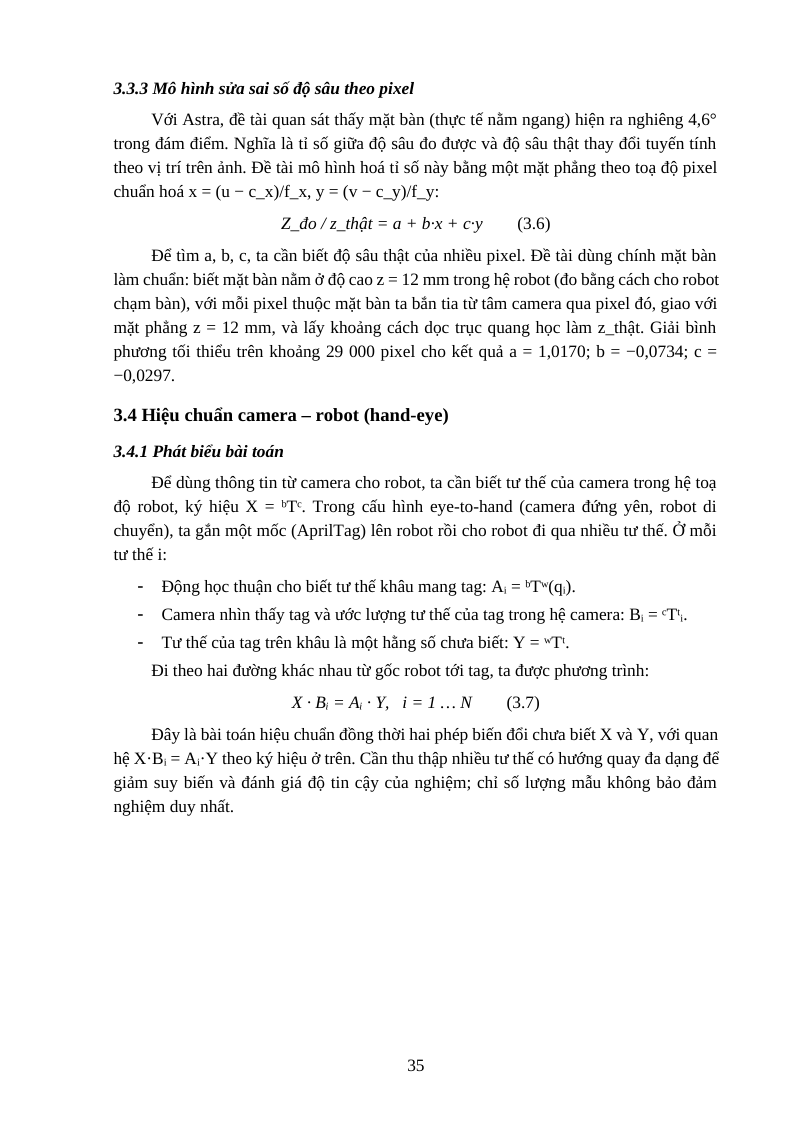 3.3.3 Mô hình sửa sai số độ sâu theo pixel
Với Astra, đề tài quan sát thấy mặt bàn (thực tế nằm ngang) hiện ra nghiêng 4,6°
trong đám điểm. Nghĩa là tỉ số giữa độ sâu đo được và độ sâu thật thay đổi tuyến tính
theo vị trí trên ảnh. Đề tài mô hình hoá tỉ số này bằng một mặt phẳng theo toạ độ pixel
chuẩn hoá x = (u − c_x)/f_x, y = (v − c_y)/f_y:
Z_đo / z_thật = a + b·x + c·y (3.6)
Để tìm a, b, c, ta cần biết độ sâu thật của nhiều pixel. Đề tài dùng chính mặt bàn
làm chuẩn: biết mặt bàn nằm ở độ cao z = 12 mm trong hệ robot (đo bằng cách cho robot
chạm bàn), với mỗi pixel thuộc mặt bàn ta bắn tia từ tâm camera qua pixel đó, giao với
mặt phẳng z = 12 mm, và lấy khoảng cách dọc trục quang học làm z_thật. Giải bình
phương tối thiểu trên khoảng 29 000 pixel cho kết quả a = 1,0170; b = −0,0734; c =
−0,0297.
3.4 Hiệu chuẩn camera – robot (hand-eye)
3.4.1 Phát biểu bài toán
Để dùng thông tin từ camera cho robot, ta cần biết tư thế của camera trong hệ toạ
độ robot, ký hiệu X = ᵇTᶜ. Trong cấu hình eye-to-hand (camera đứng yên, robot di
chuyển), ta gắn một mốc (AprilTag) lên robot rồi cho robot đi qua nhiều tư thế. Ở mỗi
tư thế i:
- Động học thuận cho biết tư thế khâu mang tag: Aᵢ = ᵇTʷ(qᵢ).
- Camera nhìn thấy tag và ước lượng tư thế của tag trong hệ camera: Bᵢ = ᶜTᵗᵢ.
- Tư thế của tag trên khâu là một hằng số chưa biết: Y = ʷTᵗ.
Đi theo hai đường khác nhau từ gốc robot tới tag, ta được phương trình:
X · Bᵢ = Aᵢ · Y, i = 1 … N (3.7)
Đây là bài toán hiệu chuẩn đồng thời hai phép biến đổi chưa biết X và Y, với quan
hệ X·Bᵢ = Aᵢ·Y theo ký hiệu ở trên. Cần thu thập nhiều tư thế có hướng quay đa dạng để
giảm suy biến và đánh giá độ tin cậy của nghiệm; chỉ số lượng mẫu không bảo đảm
nghiệm duy nhất.
35